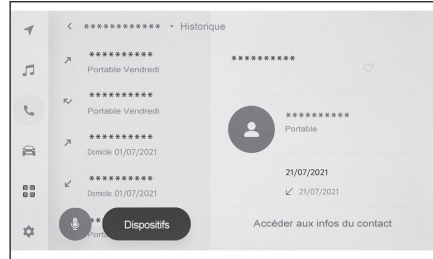 ************ • Historique
**********
Portable Vendredi
**********
Portable Vendredi
**********
Domicile 01/07/2021
**********
Domicile 01/07/2021
**
Porta
Dispositifs
**********
**********
Portable
21/07/2021
21/07/2021
Accéder aux infos du contact